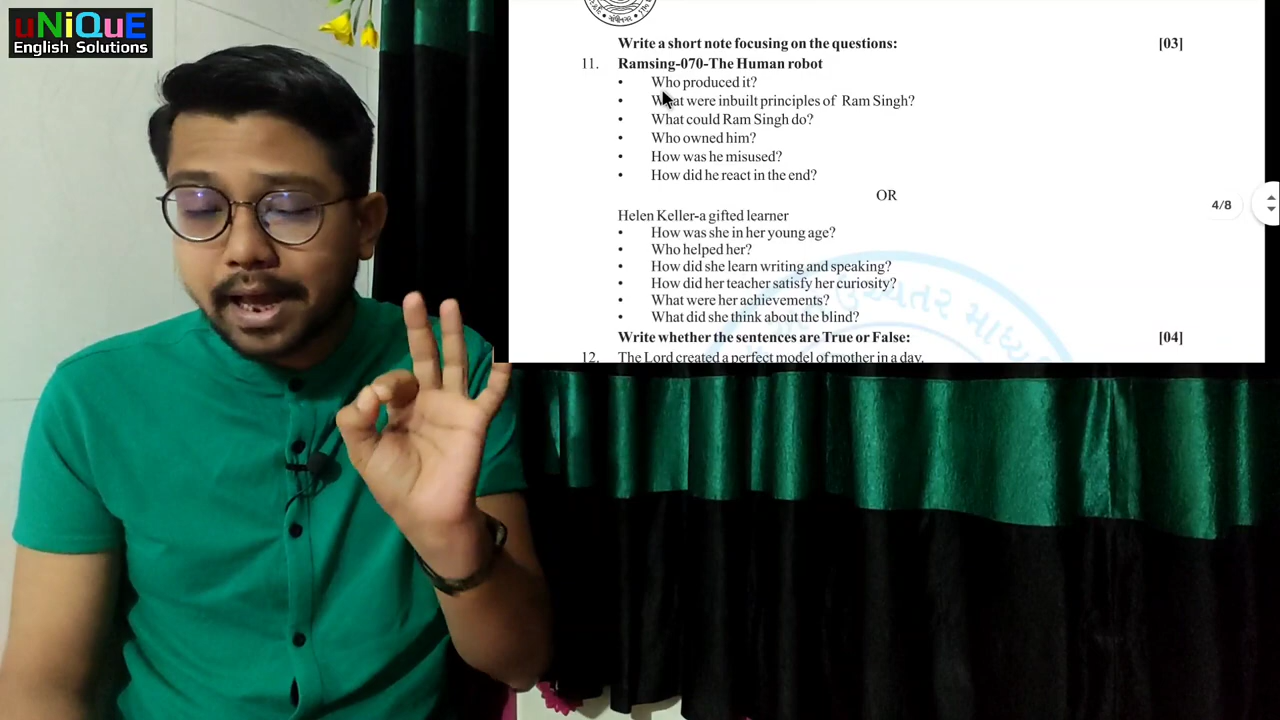 uNiQuE
English Solutions
Write a short note focusing on the questions: [03]
11. Ramsing-070-The Human robot
• Who produced it?
• What were inbuilt principles of Ram Singh?
• What could Ram Singh do?
• Who owned him?
• How was he misused?
• How did he react in the end?
OR
4/8
Helen Keller-a gifted learner
• How was she in her young age?
• Who helped her?
• How did she learn writing and speaking?
• How did her teacher satisfy her curiosity?
• What were her achievements?
• What did she think about the blind?
Write whether the sentences are True or False: [04]
12. The Lord created a perfect model of mother in a day.